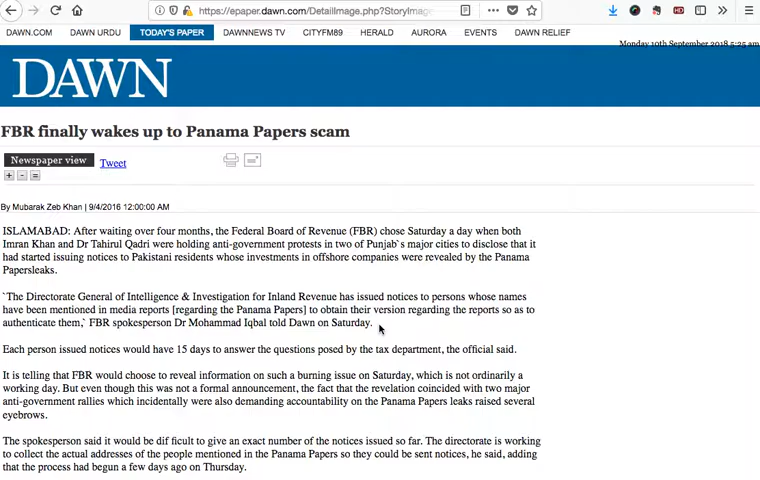 https://epaper.dawn.com/DetailImage.php?StoryImage
DAWN.COM DAWN URDU TODAY'S PAPER DAWNNEWS TV CITYFM89 HERALD AURORA EVENTS DAWN RELIEF
Monday 10th September 2018 5:25 am
DAWN
FBR finally wakes up to Panama Papers scam
Newspaper view Tweet
+ - =
By Mubarak Zeb Khan | 9/4/2016 12:00:00 AM
ISLAMABAD: After waiting over four months, the Federal Board of Revenue (FBR) chose Saturday a day when both
Imran Khan and Dr Tahirul Qadri were holding anti-government protests in two of Punjab`s major cities to disclose that it
had started issuing notices to Pakistani residents whose investments in offshore companies were revealed by the Panama
Papersleaks.
`The Directorate General of Intelligence & Investigation for Inland Revenue has issued notices to persons whose names
have been mentioned in media reports [regarding the Panama Papers] to obtain their version regarding the reports so as to
authenticate them,` FBR spokesperson Dr Mohammad Iqbal told Dawn on Saturday.
Each person issued notices would have 15 days to answer the questions posed by the tax department, the official said.
It is telling that FBR would choose to reveal information on such a burning issue on Saturday, which is not ordinarily a
working day. But even though this was not a formal announcement, the fact that the revelation coincided with two major
anti-government rallies which incidentally were also demanding accountability on the Panama Papers leaks raised several
eyebrows.
The spokesperson said it would be dif ficult to give an exact number of the notices issued so far. The directorate is working
to collect the actual addresses of the people mentioned in the Panama Papers so they could be sent notices, he said, adding
that the process had begun a few days ago on Thursday.